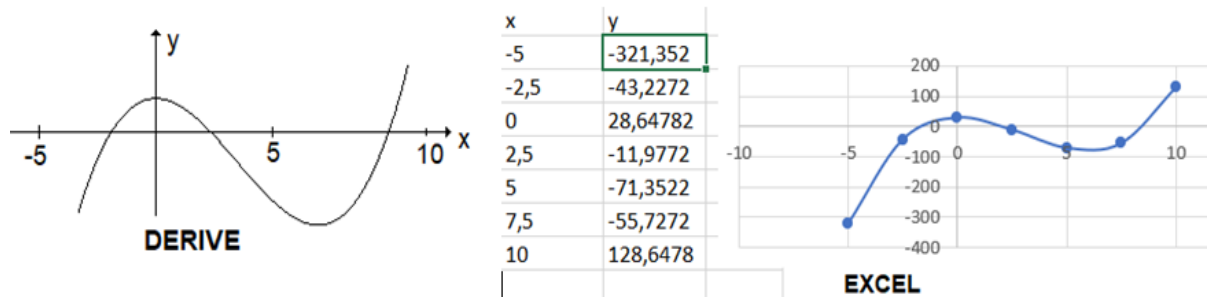 y
-5 5 10 x
DERIVE
x y
-5 -321,352
-2,5 -43,2272
0 28,64782
2,5 -11,9772
5 -71,3522
7,5 -55,7272
10 128,6478
200
100
0
-10 -5 0 5 10
-100
-200
-300
-400
EXCEL